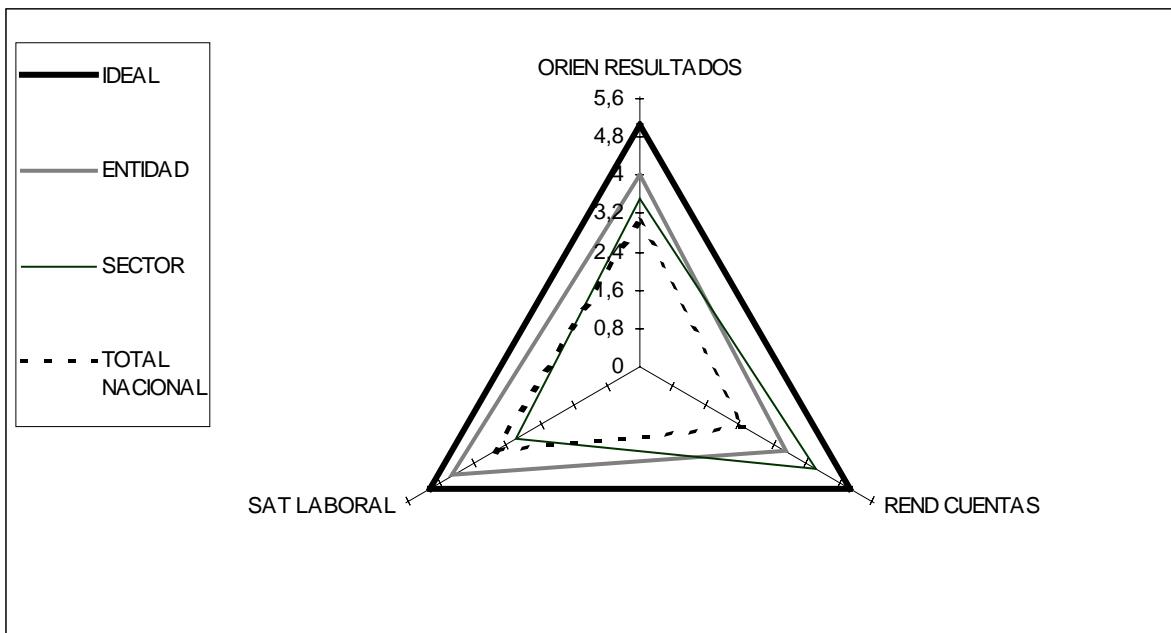 IDEAL
ENTIDAD
SECTOR
TOTAL
NACIONAL
ORIEN RESULTADOS
5,6
4,8
4
3,2
2,4
1,6
0,8
0
SAT LABORAL
REND CUENTAS